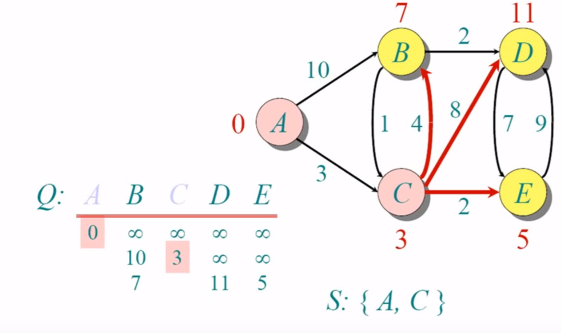 7 11
B 2 D
10
0 A 1 4 8 7 9
3
C 2 E
3 5
Q: A B C D E
0 ∞ ∞ ∞ ∞
10 3 ∞ ∞
7 11 5
S: { A, C }